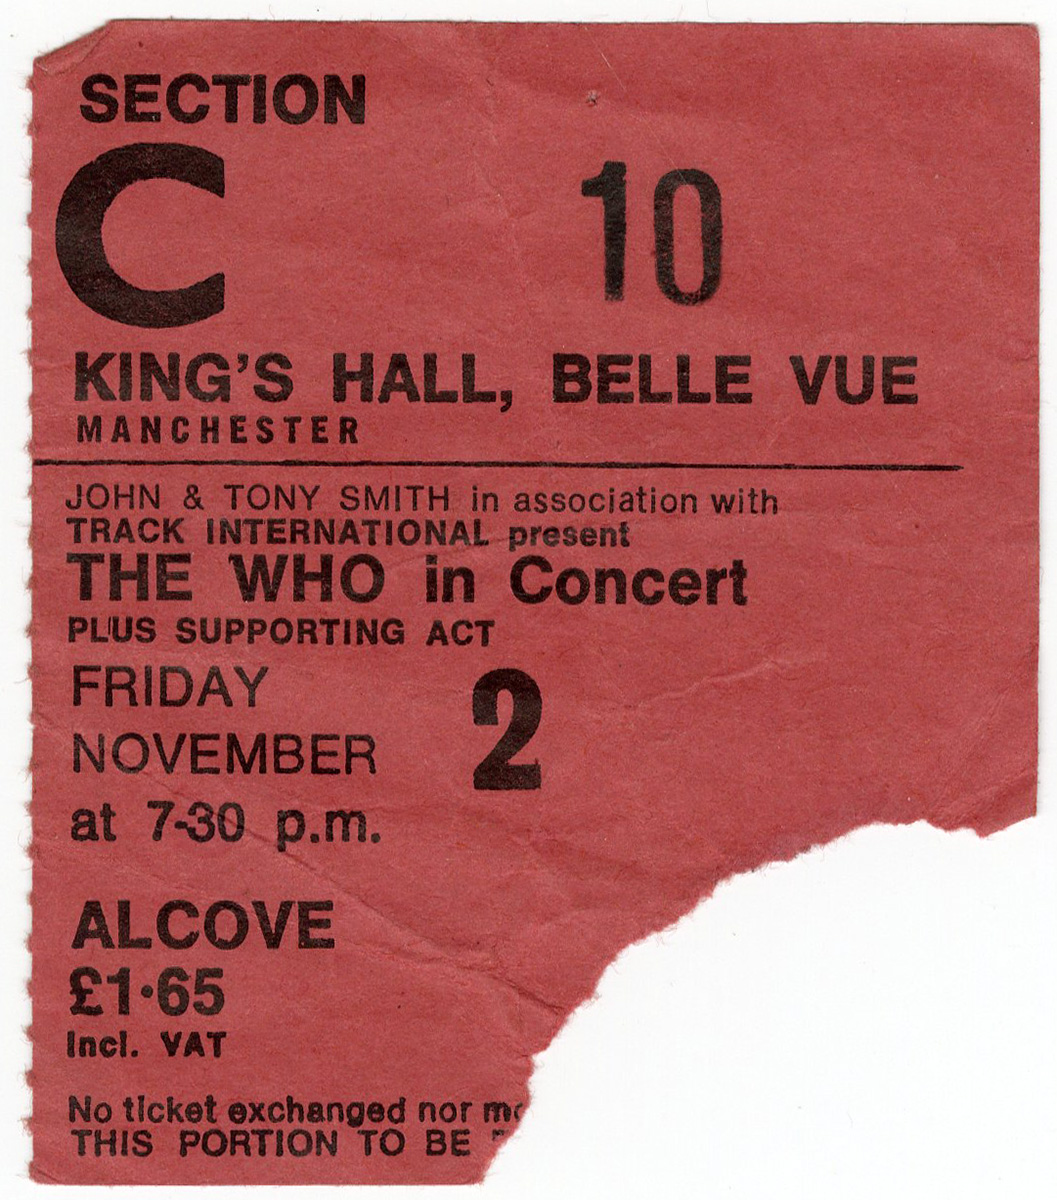 SECTION
C 10
KING'S HALL, BELLE VUE
MANCHESTER
JOHN & TONY SMITH in association with
TRACK INTERNATIONAL present
THE WHO in Concert
PLUS SUPPORTING ACT
FRIDAY
NOVEMBER 2
at 7-30 p.m.
ALCOVE
£1·65
Incl. VAT
No ticket exchanged nor
THIS PORTION TO BE